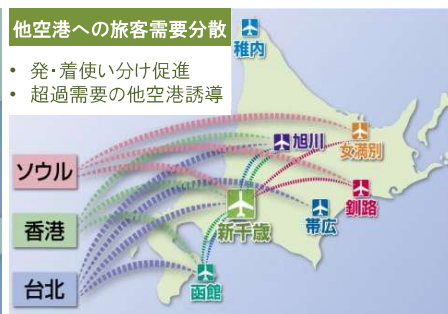 他空港への旅客需要分散
• 発・着使い分け促進
• 超過需要の他空港誘導
稚内
旭川
女満別
ソウル
釧路
香港
新千歳
帯広
台北
函館